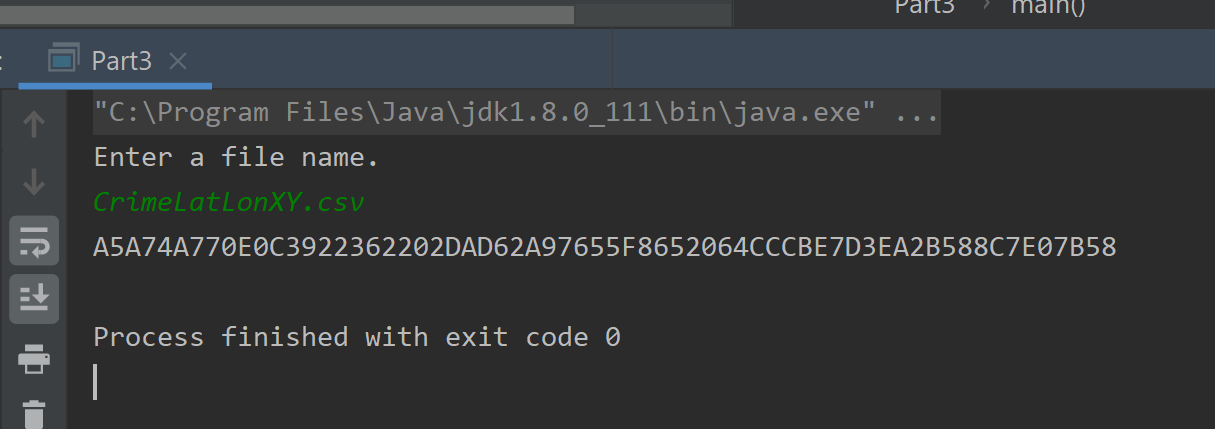 Part3 > main()
: Part3 ×
"C:\Program Files\Java\jdk1.8.0_111\bin\java.exe" ...
Enter a file name.
CrimeLatLonXY.csv
A5A74A770E0C3922362202DAD62A97655F8652064CCCBE7D3EA2B588C7E07B58
Process finished with exit code 0